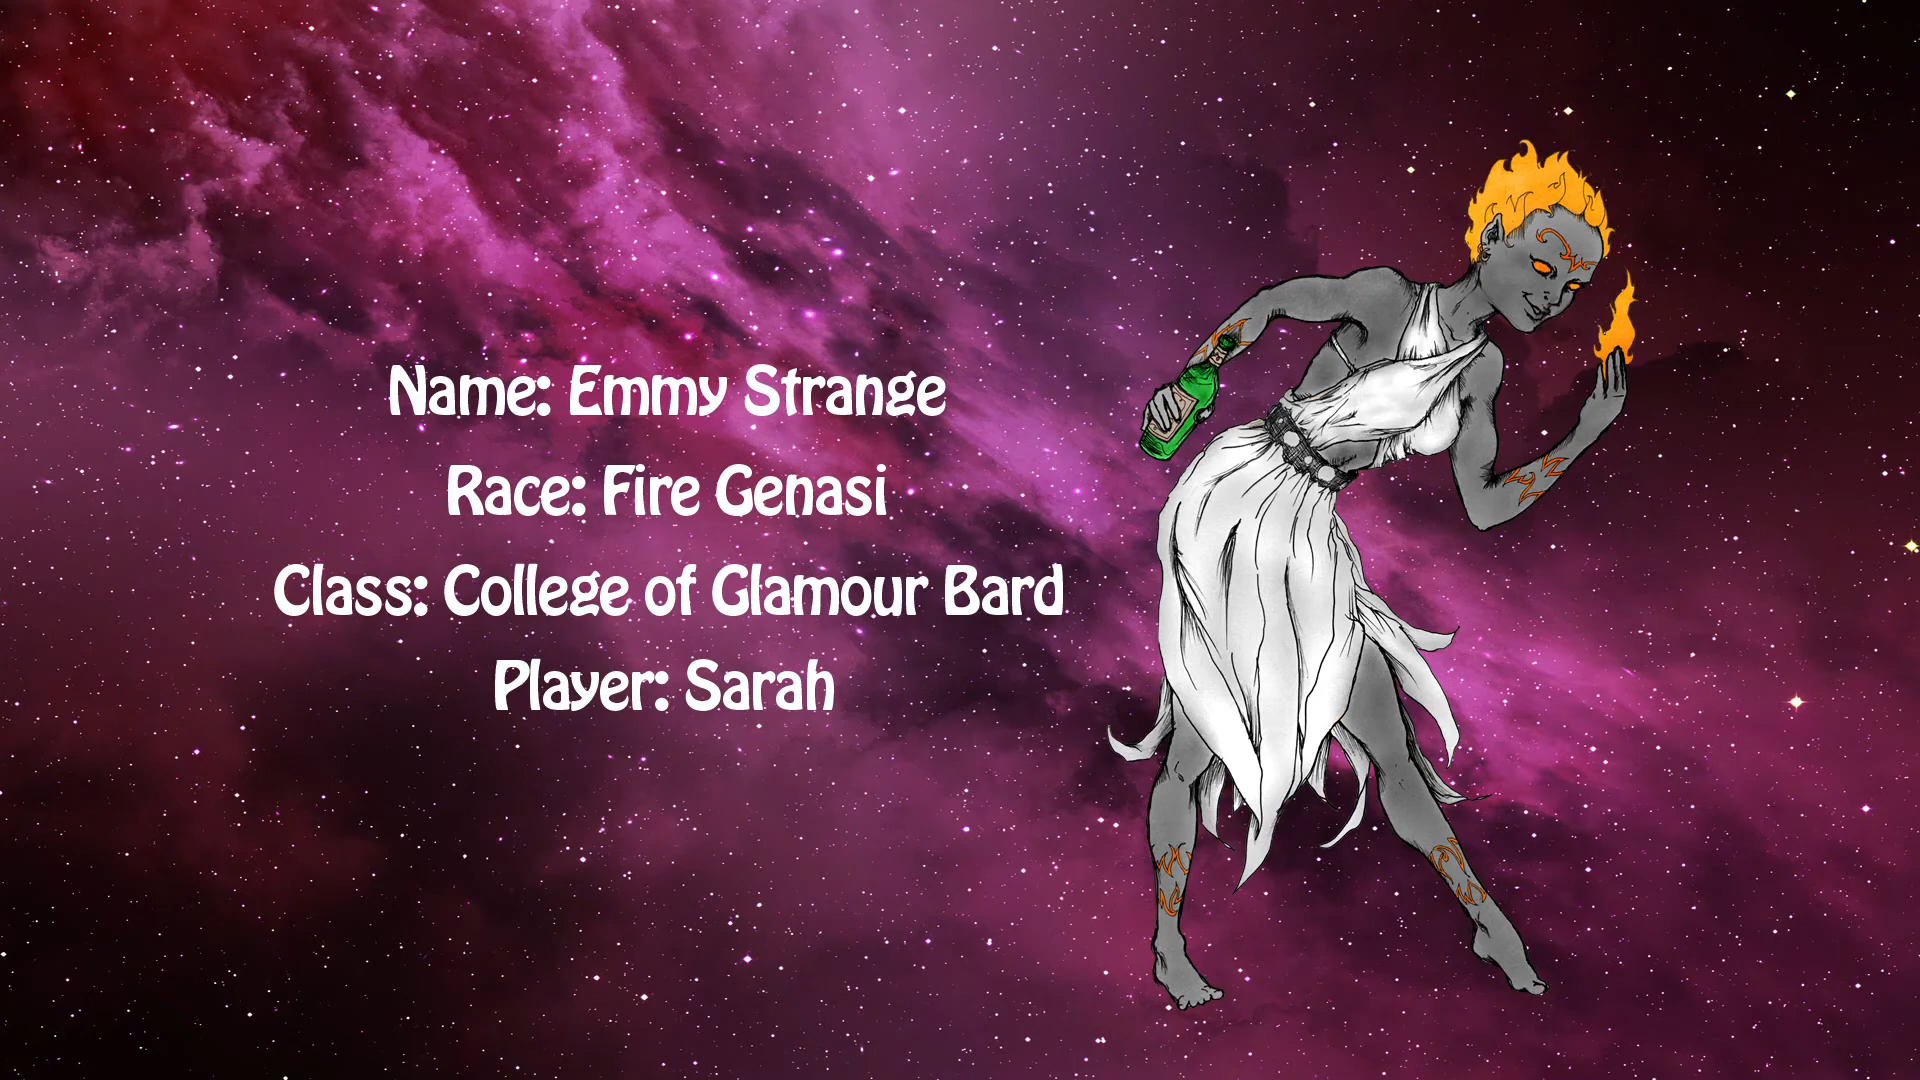 Name: Emmy Strange
Race: Fire Genasi
Class: College of Glamour Bard
Player: Sarah